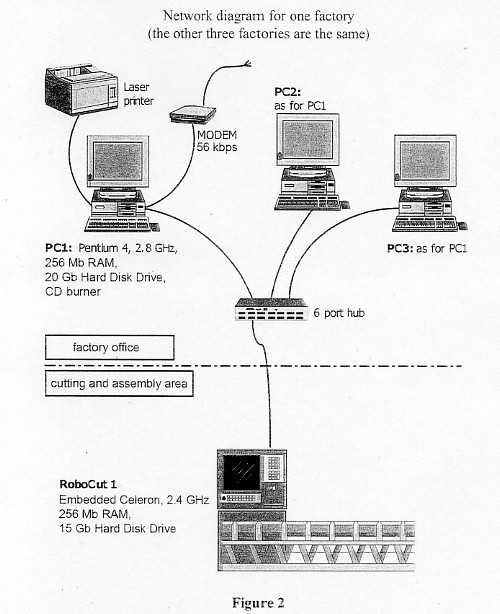 Network diagram for one factory
(the other three factories are the same)
Laser
printer
MODEM
56 kbps
PC2:
as for PC1
PC1: Pentium 4, 2.8 GHz,
256 Mb RAM,
20 Gb Hard Disk Drive,
CD burner
PC3: as for PC1
6 port hub
factory office
cutting and assembly area
RoboCut 1
Embedded Celeron, 2.4 GHz
256 Mb RAM,
15 Gb Hard Disk Drive
Figure 2